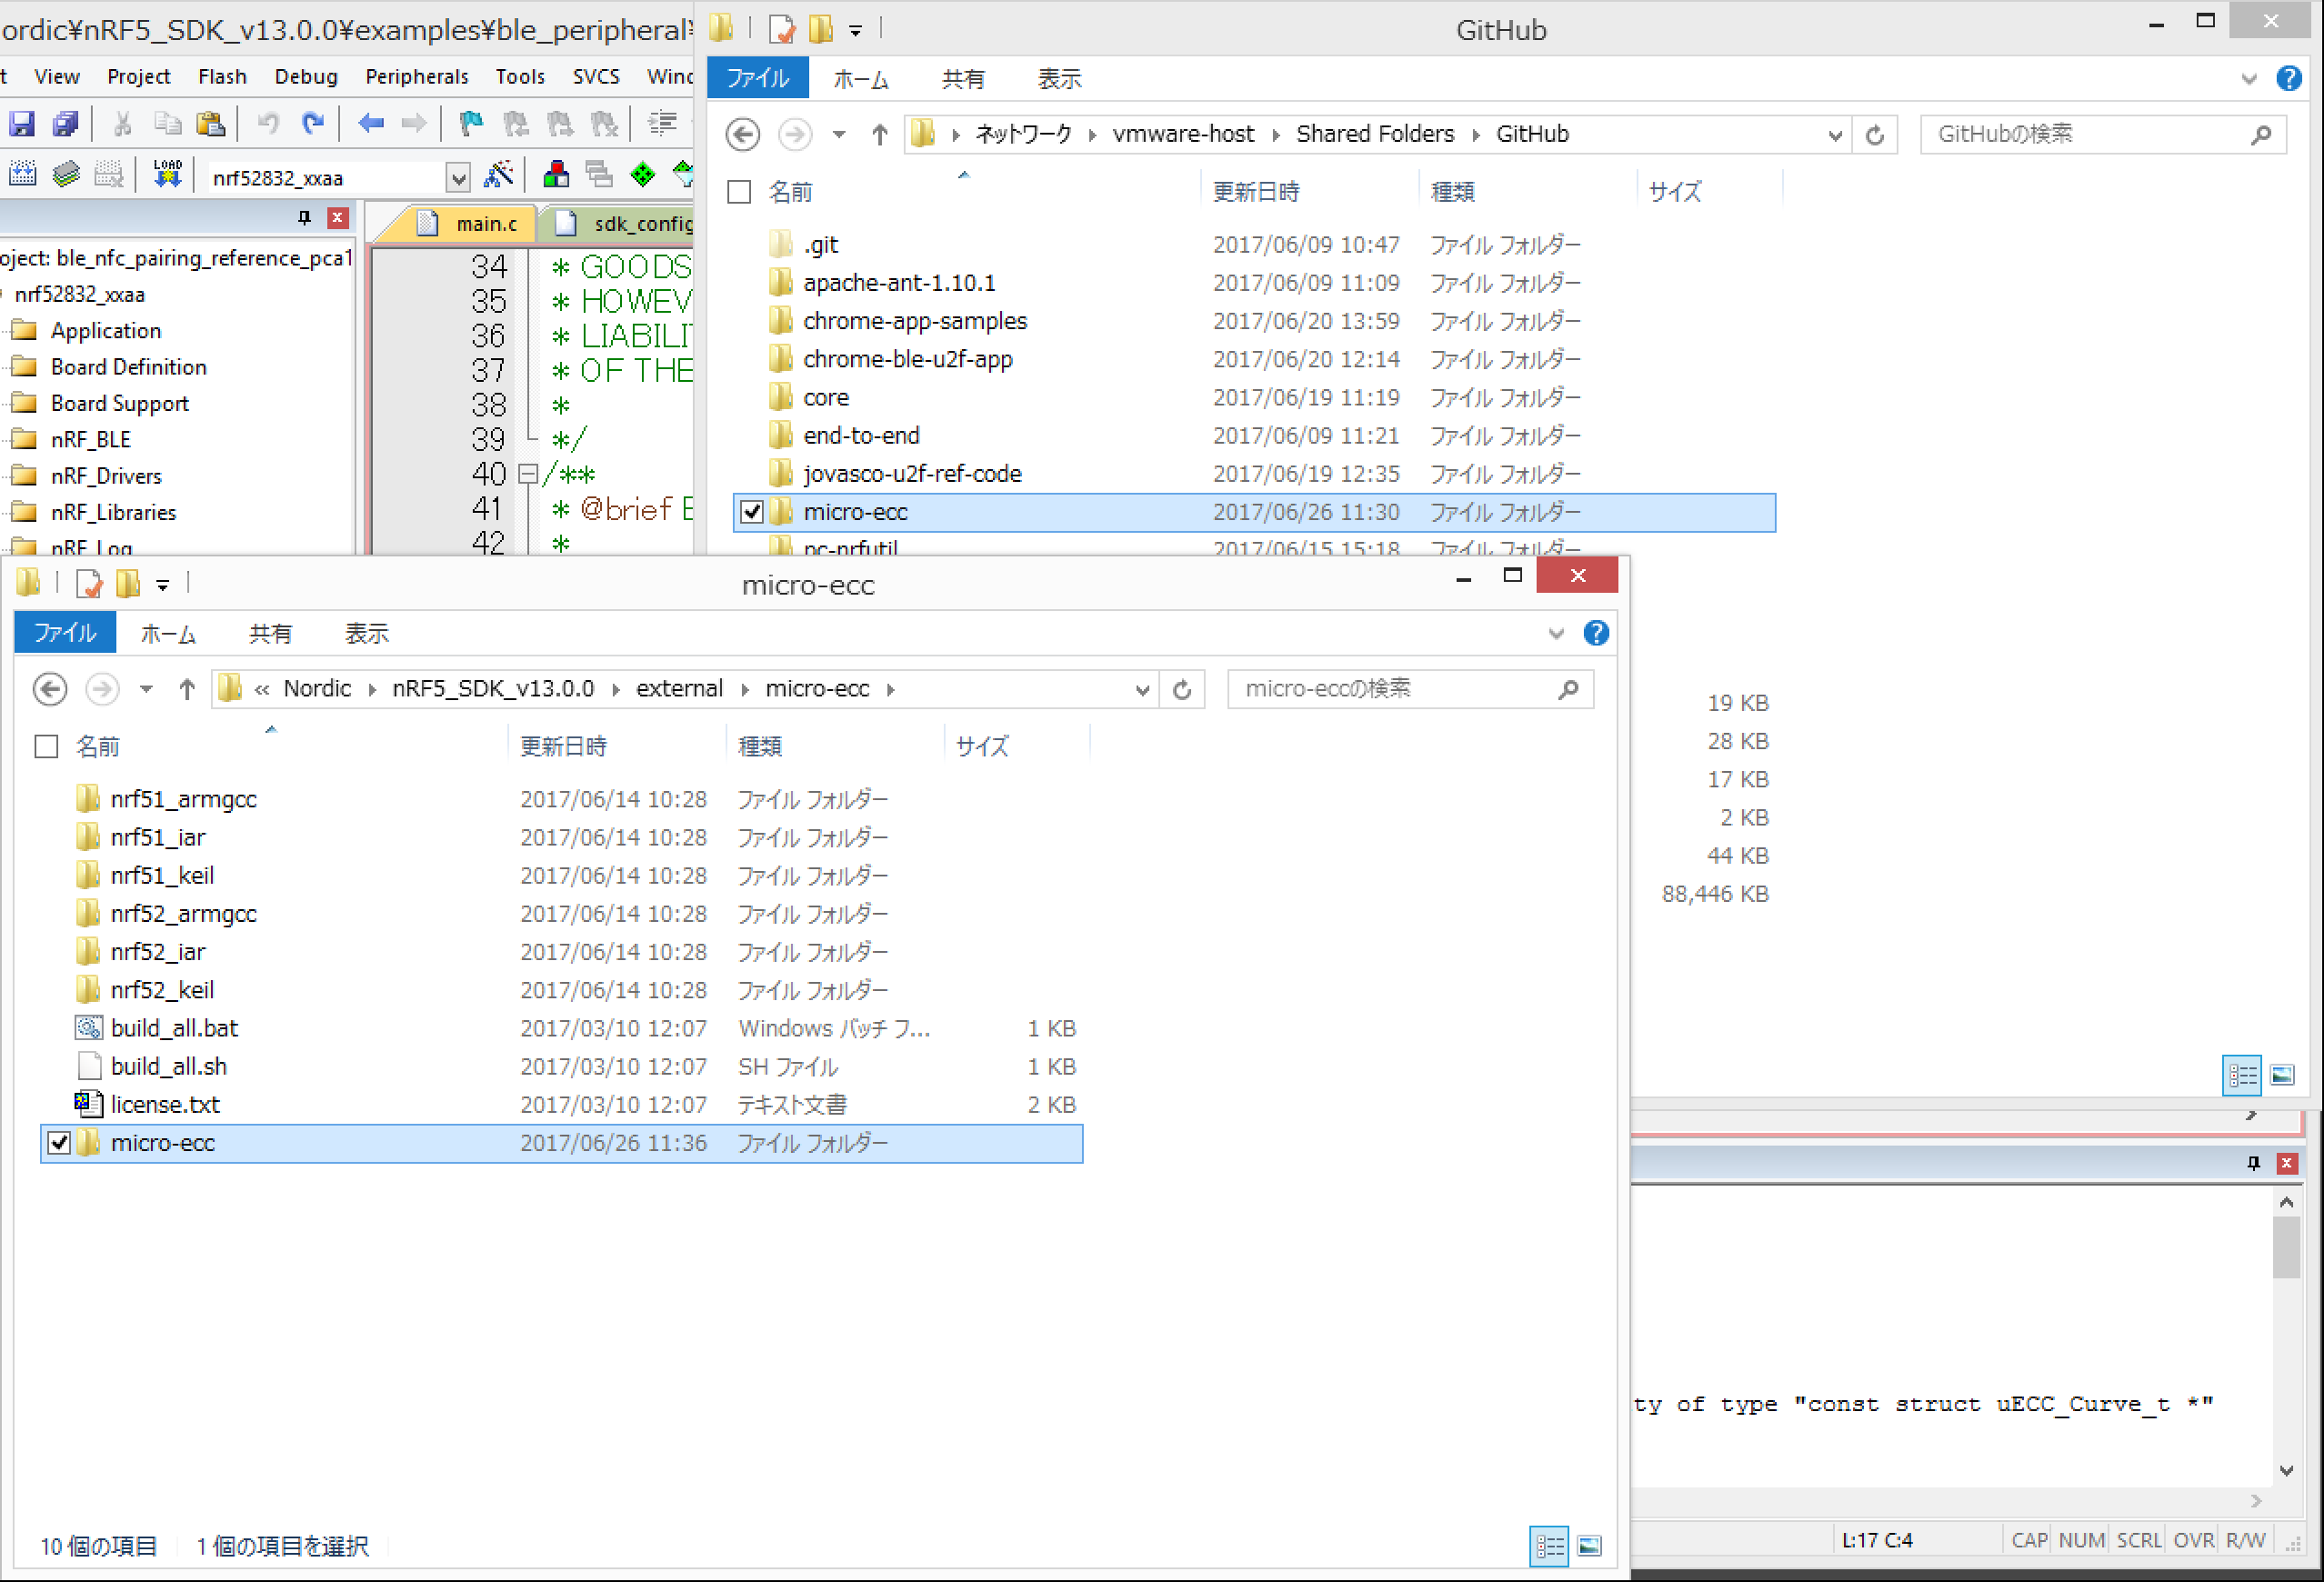 ordic¥nRF5_SDK_v13.0.0¥examples¥ble_peripheral¥
t View Project Flash Debug Peripherals Tools SVCS Wind
LOAD
nrf52832_xxaa
oject: ble_nfc_pairing_reference_pca1
nrf52832_xxaa
Application
Board Definition
Board Support
nRF_BLE
nRF_Drivers
nRF_Libraries
nRF_Log
main.c
sdk_config
34 * GOODS
35 * HOWEV
36 * LIABILIT
37 * OF THE
38 *
39 */
40 /**
41 * @brief E
42 *
GitHub
ファイル ホーム 共有 表示
ネットワーク vmware-host Shared Folders GitHub
GitHubの検索
名前 更新日時 種類 サイズ
.git 2017/06/09 10:47 ファイル フォルダー
apache-ant-1.10.1 2017/06/09 11:09 ファイル フォルダー
chrome-app-samples 2017/06/20 13:59 ファイル フォルダー
chrome-ble-u2f-app 2017/06/20 12:14 ファイル フォルダー
core 2017/06/19 11:19 ファイル フォルダー
end-to-end 2017/06/09 11:21 ファイル フォルダー
jovasco-u2f-ref-code 2017/06/19 12:35 ファイル フォルダー
micro-ecc 2017/06/26 11:30 ファイル フォルダー
pc-nrfutil 2017/06/15 15:18 ファイル フォルダー
19 KB
28 KB
17 KB
2 KB
44 KB
88,446 KB
micro-ecc
ファイル ホーム 共有 表示
« Nordic nRF5_SDK_v13.0.0 external micro-ecc
micro-eccの検索
名前 更新日時 種類 サイズ
nrf51_armgcc 2017/06/14 10:28 ファイル フォルダー
nrf51_iar 2017/06/14 10:28 ファイル フォルダー
nrf51_keil 2017/06/14 10:28 ファイル フォルダー
nrf52_armgcc 2017/06/14 10:28 ファイル フォルダー
nrf52_iar 2017/06/14 10:28 ファイル フォルダー
nrf52_keil 2017/06/14 10:28 ファイル フォルダー
build_all.bat 2017/03/10 12:07 Windows バッチ フ... 1 KB
build_all.sh 2017/03/10 12:07 SH ファイル 1 KB
license.txt 2017/03/10 12:07 テキスト文書 2 KB
micro-ecc 2017/06/26 11:36 ファイル フォルダー
10 個の項目 1 個の項目を選択
ty of type "const struct uECC_Curve_t *"
L:17 C:4 CAP NUM SCRL OVR R/W